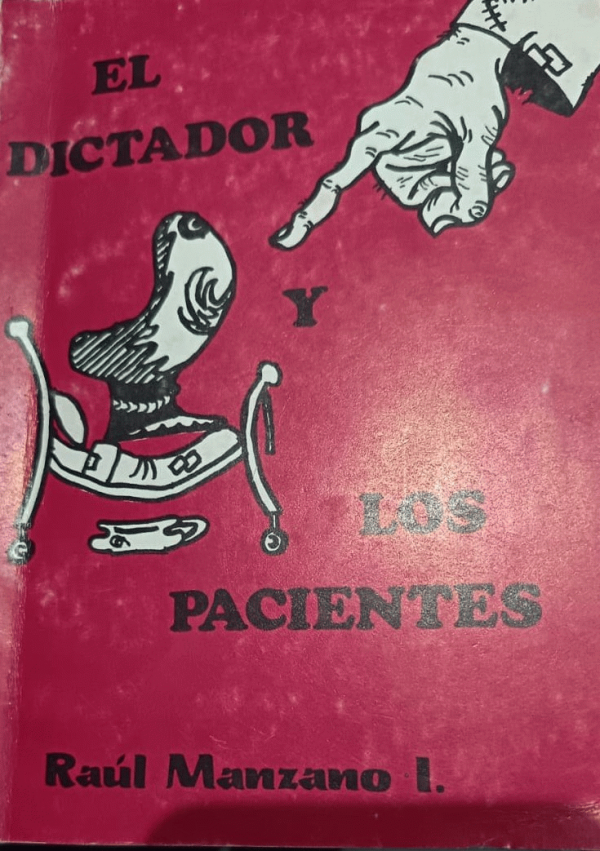 EL
DICTADOR
Y
LOS
PACIENTES
Raúl Manzano I.